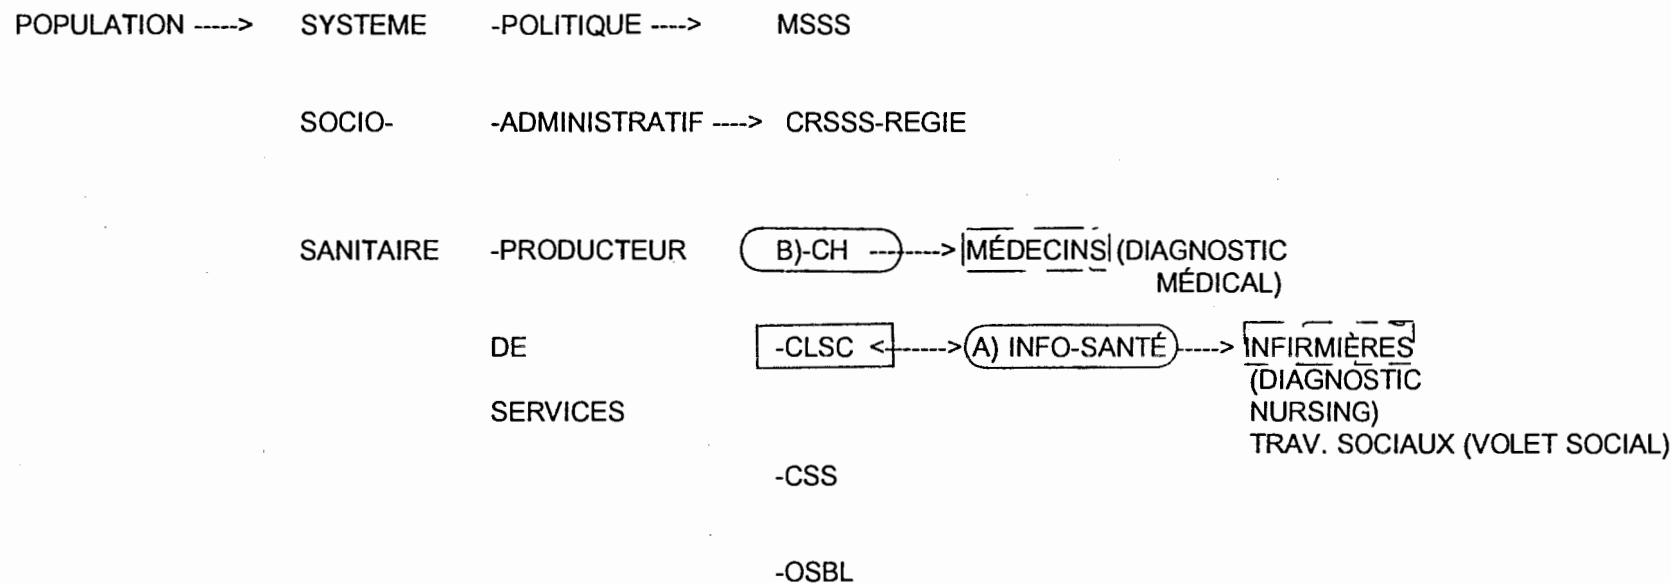 POPULATION -----> SYSTEME -POLITIQUE ----> MSSS
SOCIO- -ADMINISTRATIF ----> CRSSS-REGIE
SANITAIRE -PRODUCTEUR B)-CH -------> MÉDECINS (DIAGNOSTIC
MÉDICAL)
DE -CLSC <------> A) INFO-SANTÉ -----> INFIRMIÈRES
(DIAGNOSTIC
SERVICES NURSING)
TRAV. SOCIAUX (VOLET SOCIAL)
-CSS
-OSBL